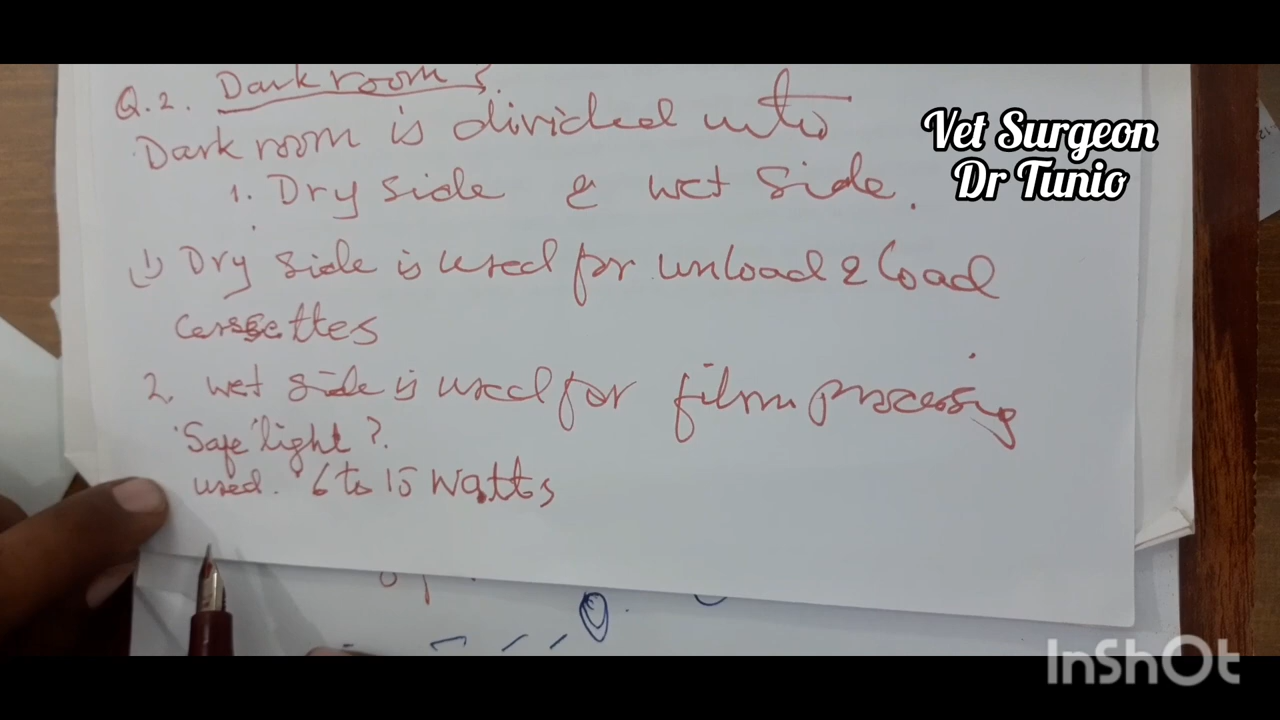 Q.2. Dark room ?
Dark room is divided into
1. Dry side & wet side.
(1) Dry side is used for unload & load
cassettes
2. wet side is used for film processing
"Safe" light ?.
used. 6 to 15 Watts
Vet Surgeon
Dr Tunio
InShOt